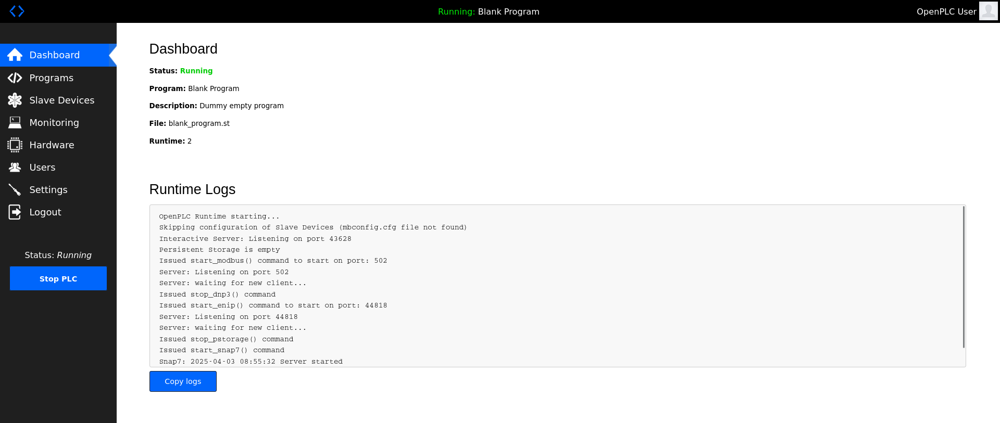 Running: Blank Program
OpenPLC User
Dashboard
Programs
Slave Devices
Monitoring
Hardware
Users
Settings
Logout
Status: Running
Stop PLC
Dashboard
Status: Running
Program: Blank Program
Description: Dummy empty program
File: blank_program.st
Runtime: 2
Runtime Logs
OpenPLC Runtime starting...
Skipping configuration of Slave Devices (mbconfig.cfg file not found)
Interactive Server: Listening on port 43628
Persistent Storage is empty
Issued start_modbus() command to start on port: 502
Server: Listening on port 502
Server: waiting for new client...
Issued stop_dnp3() command
Issued start_enip() command to start on port: 44818
Server: Listening on port 44818
Server: waiting for new client...
Issued stop_pstorage() command
Issued start_snap7() command
Snap7: 2025-04-03 08:55:32 Server started
Copy logs